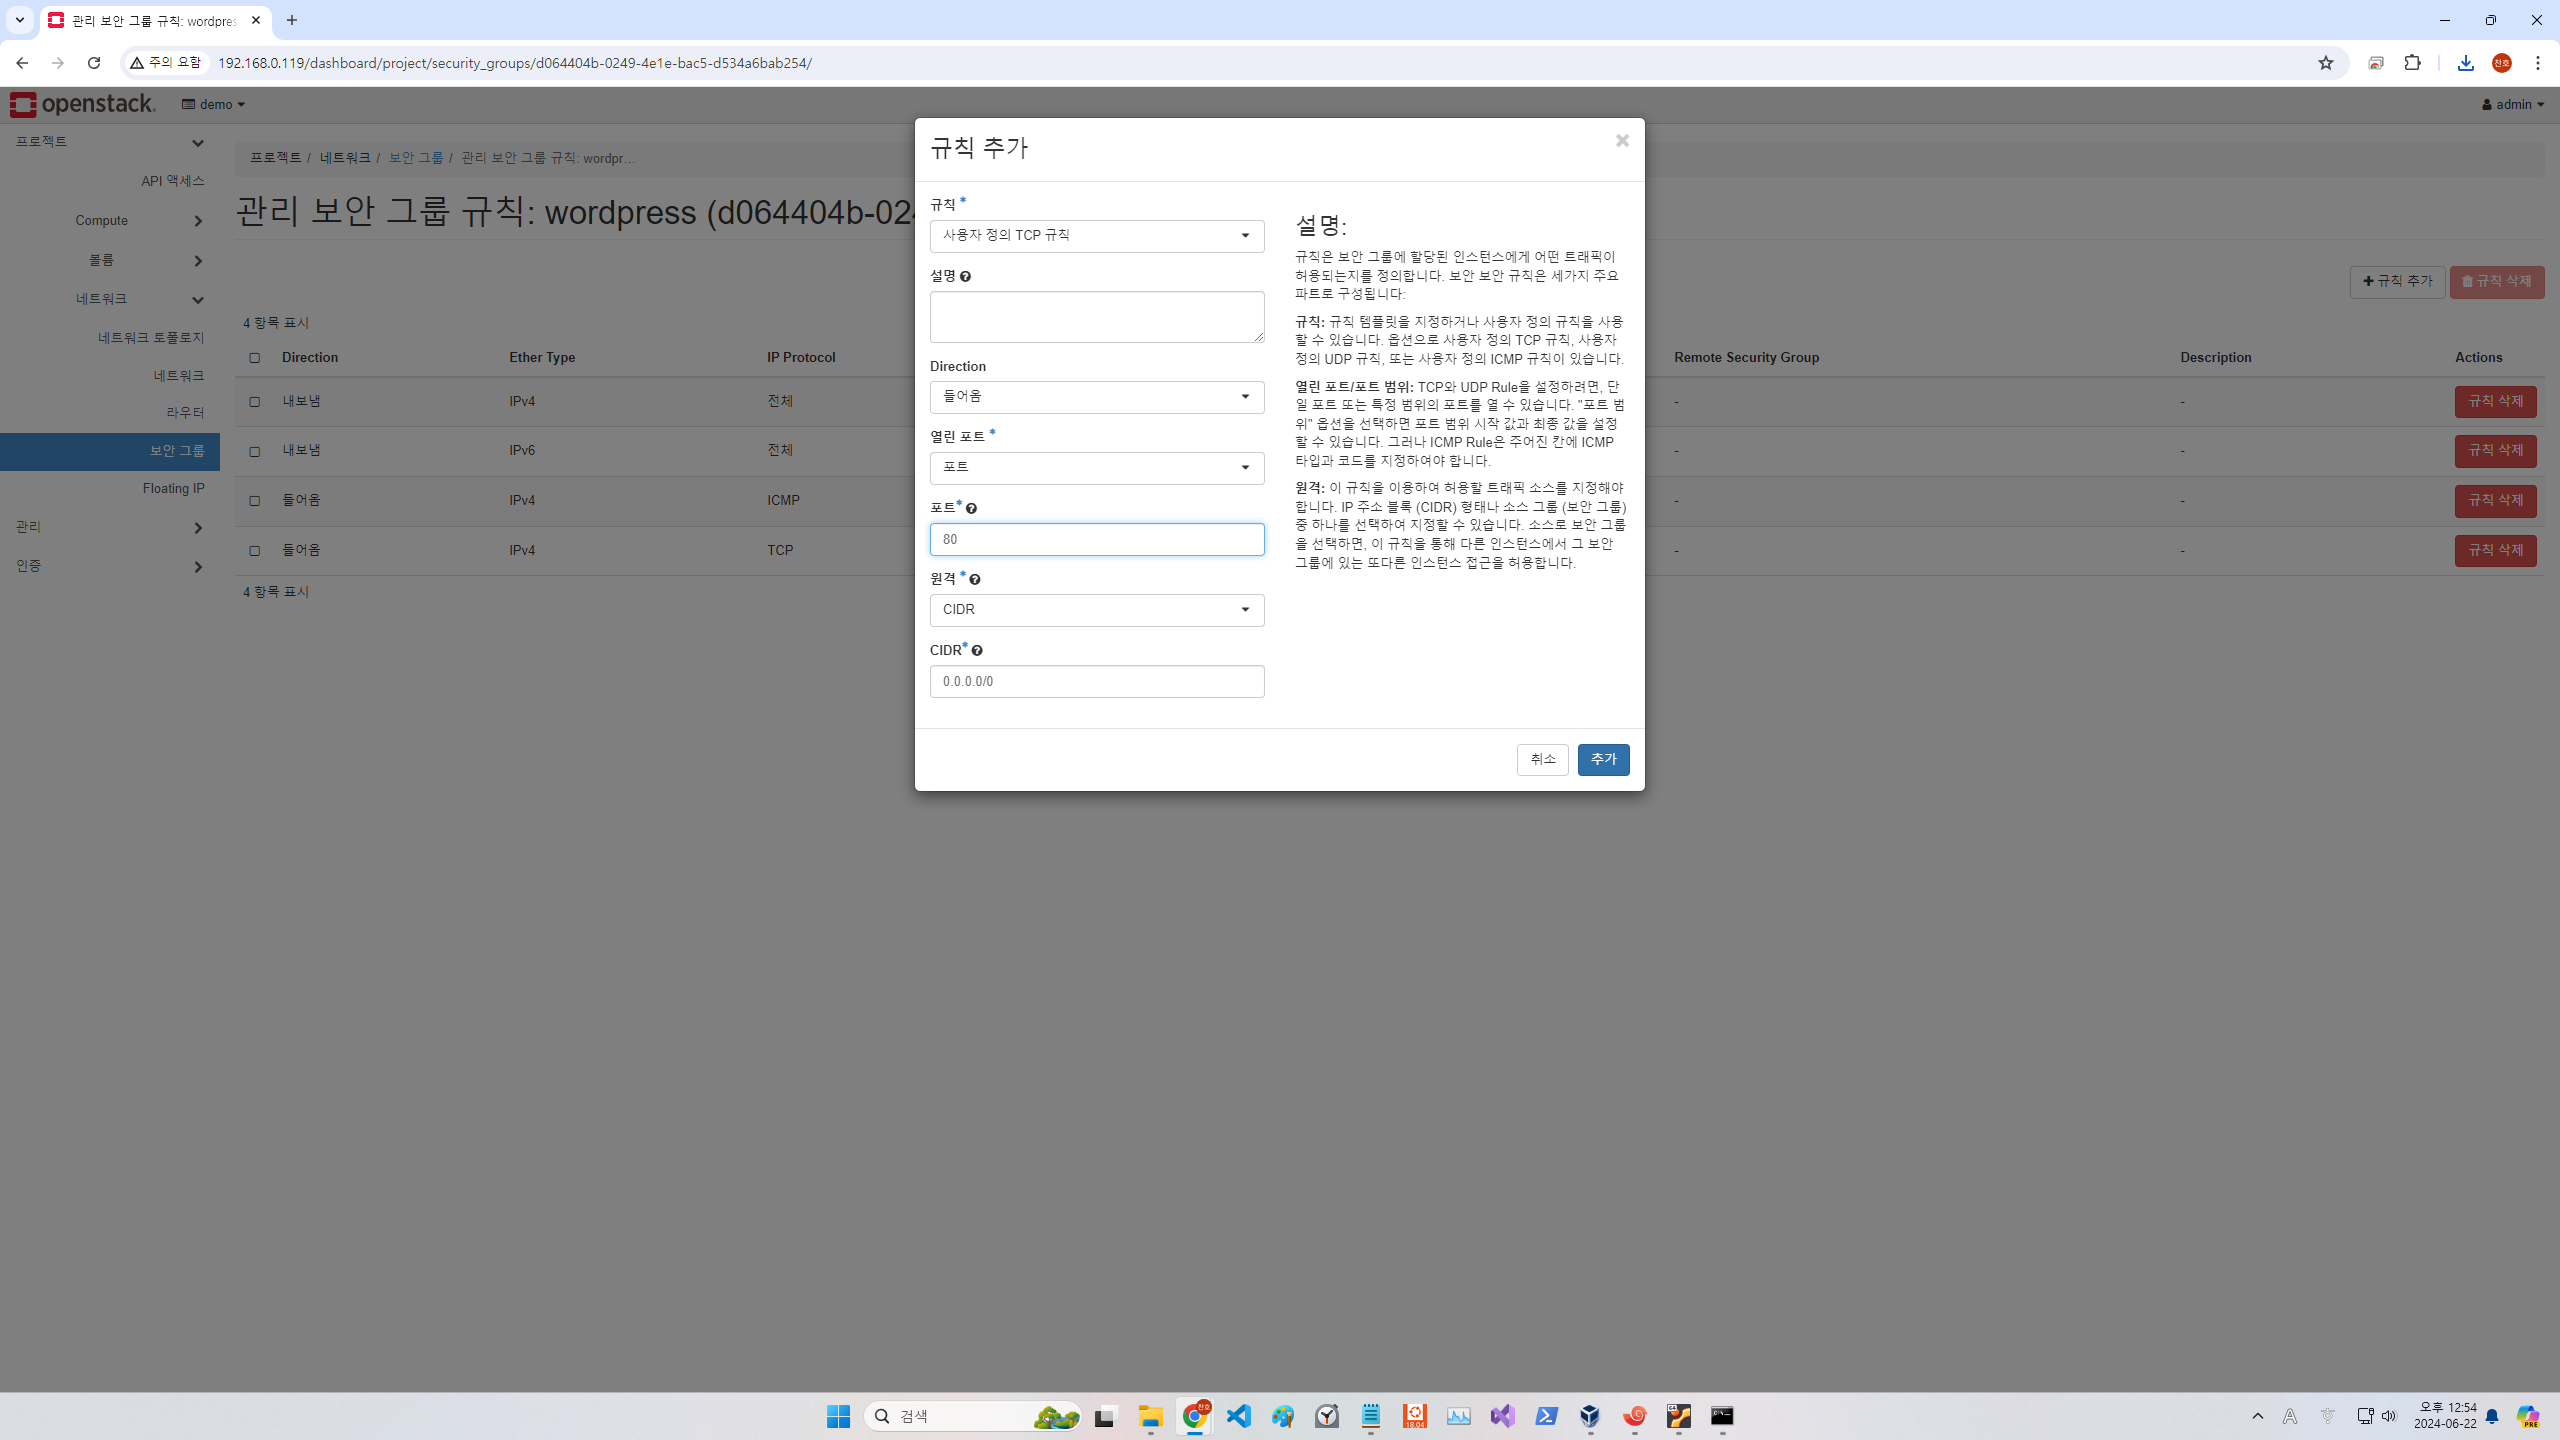 관리 보안 그룹 규칙: wordpres
주의 요함
192.168.0.119/dashboard/project/security_groups/d064404b-0249-4e1e-bac5-d534a6bab254/
찬호
openstack.
demo
admin
프로젝트
API 액세스
Compute
볼륨
네트워크
네트워크 토폴로지
네트워크
라우터
보안 그룹
Floating IP
관리
인증
프로젝트 / 네트워크 / 보안 그룹 / 관리 보안 그룹 규칙: wordpr…
관리 보안 그룹 규칙: wordpress (d064404b-024
규칙 추가
규칙 삭제
4 항목 표시
Direction Ether Type IP Protocol Remote Security Group Description Actions
내보냄 IPv4 전체 - - 규칙 삭제
내보냄 IPv6 전체 - - 규칙 삭제
들어옴 IPv4 ICMP - - 규칙 삭제
들어옴 IPv4 TCP - - 규칙 삭제
4 항목 표시
규칙 추가
규칙 *
사용자 정의 TCP 규칙
설명
Direction
들어옴
열린 포트 *
포트
포트*
80
원격 *
CIDR
CIDR*
0.0.0.0/0
설명:
규칙은 보안 그룹에 할당된 인스턴스에게 어떤 트래픽이
허용되는지를 정의합니다. 보안 보안 규칙은 세가지 주요
파트로 구성됩니다:
규칙: 규칙 템플릿을 지정하거나 사용자 정의 규칙을 사용
할 수 있습니다. 옵션으로 사용자 정의 TCP 규칙, 사용자
정의 UDP 규칙, 또는 사용자 정의 ICMP 규칙이 있습니다.
열린 포트/포트 범위: TCP와 UDP Rule을 설정하려면, 단
일 포트 또는 특정 범위의 포트를 열 수 있습니다. "포트 범
위" 옵션을 선택하면 포트 범위 시작 값과 최종 값을 설정
할 수 있습니다. 그러나 ICMP Rule은 주어진 칸에 ICMP
타입과 코드를 지정하여야 합니다.
원격: 이 규칙을 이용하여 허용할 트래픽 소스를 지정해야
합니다. IP 주소 블록 (CIDR) 형태나 소스 그룹 (보안 그룹)
중 하나를 선택하여 지정할 수 있습니다. 소스로 보안 그룹
을 선택하면, 이 규칙을 통해 다른 인스턴스에서 그 보안
그룹에 있는 또다른 인스턴스 접근을 허용합니다.
취소
추가
검색
찬호
18.04
A
오후 12:54
2024-06-22
PRE